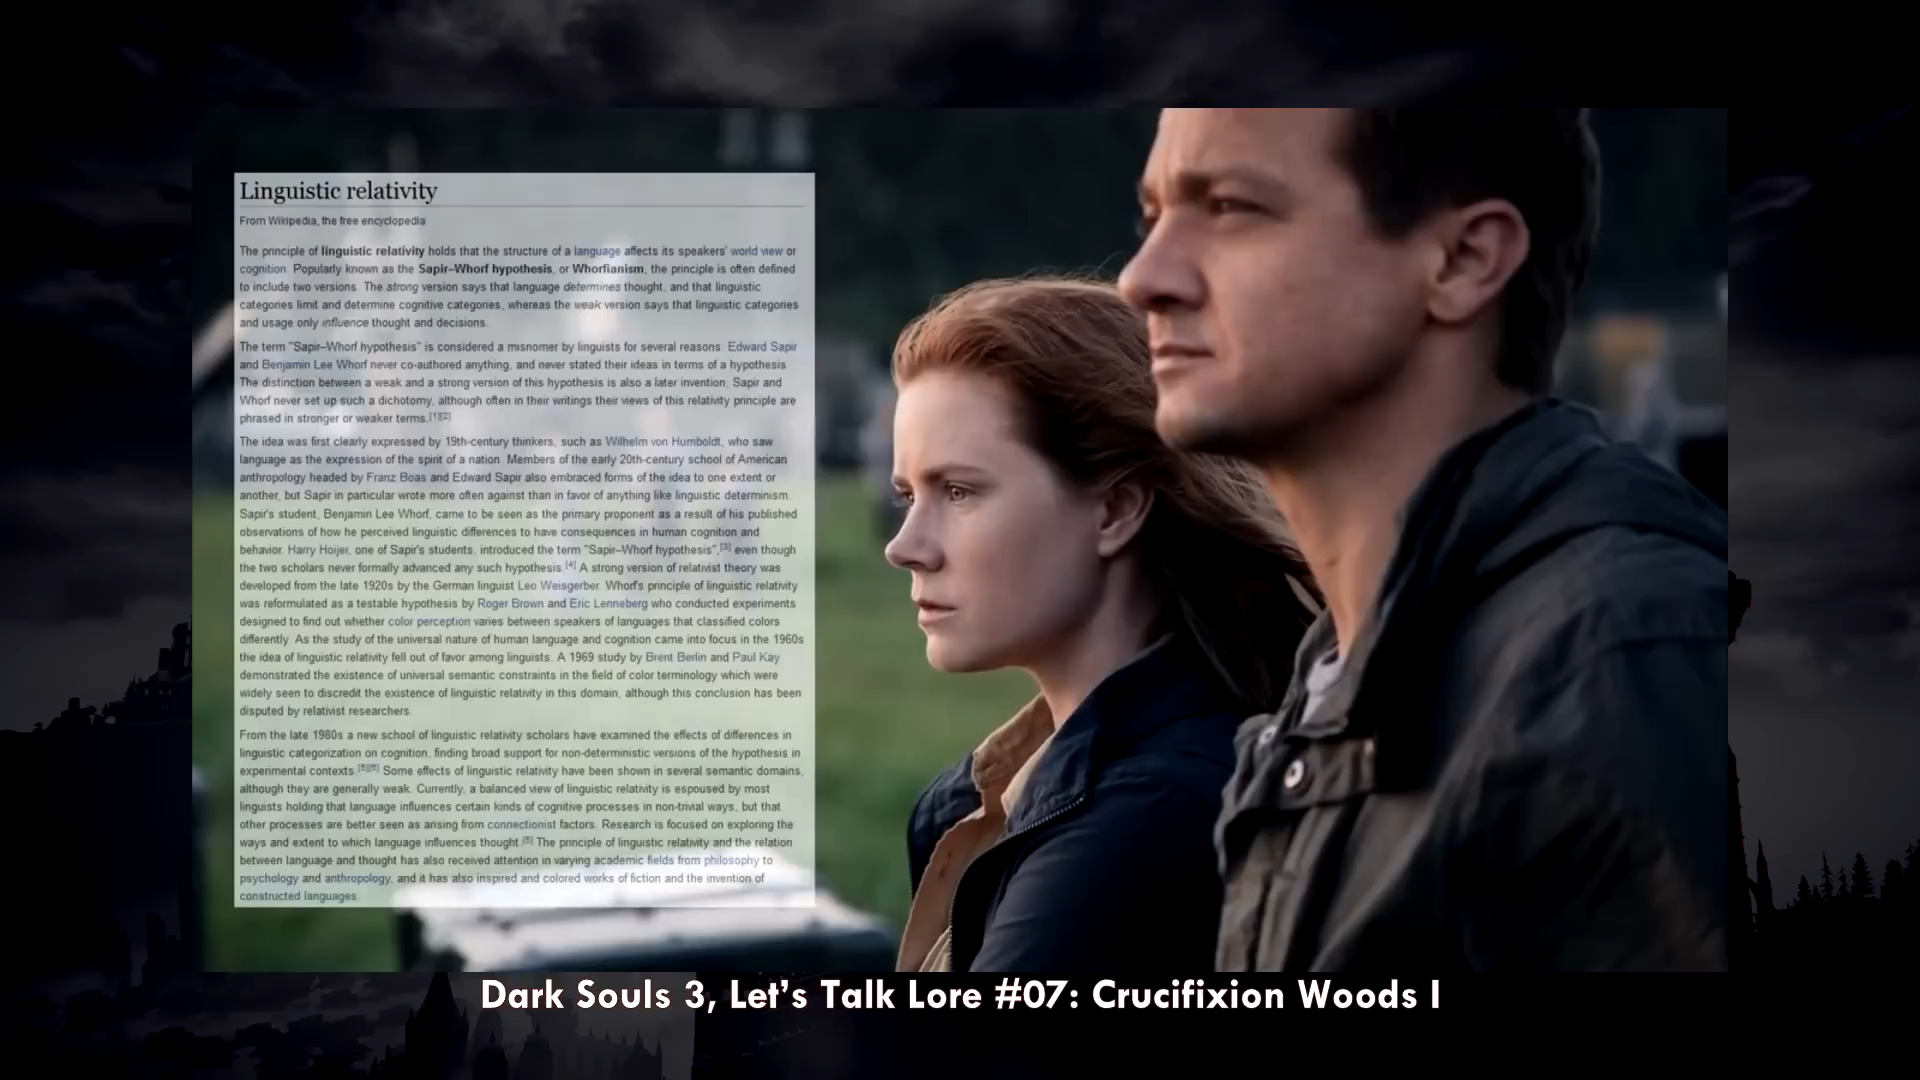 Linguistic relativity
From Wikipedia, the free encyclopedia
The principle of linguistic relativity holds that the structure of a language affects its speakers' world view or
cognition. Popularly known as the Sapir–Whorf hypothesis, or Whorfianism, the principle is often defined
to include two versions. The strong version says that language determines thought, and that linguistic
categories limit and determine cognitive categories, whereas the weak version says that linguistic categories
and usage only influence thought and decisions.
The term "Sapir–Whorf hypothesis" is considered a misnomer by linguists for several reasons: Edward Sapir
and Benjamin Lee Whorf never co-authored anything, and never stated their ideas in terms of a hypothesis.
The distinction between a weak and a strong version of this hypothesis is also a later invention; Sapir and
Whorf never set up such a dichotomy, although often in their writings their views of this relativity principle are
phrased in stronger or weaker terms.[1][2]
The idea was first clearly expressed by 19th-century thinkers, such as Wilhelm von Humboldt, who saw
language as the expression of the spirit of a nation. Members of the early 20th-century school of American
anthropology headed by Franz Boas and Edward Sapir also embraced forms of the idea to one extent or
another, but Sapir in particular wrote more often against than in favor of anything like linguistic determinism.
Sapir's student, Benjamin Lee Whorf, came to be seen as the primary proponent as a result of his published
observations of how he perceived linguistic differences to have consequences in human cognition and
behavior. Harry Hoijer, one of Sapir's students, introduced the term "Sapir–Whorf hypothesis",[3] even though
the two scholars never formally advanced any such hypothesis.[4] A strong version of relativist theory was
developed from the late 1920s by the German linguist Leo Weisgerber. Whorf's principle of linguistic relativity
was reformulated as a testable hypothesis by Roger Brown and Eric Lenneberg who conducted experiments
designed to find out whether color perception varies between speakers of languages that classified colors
differently. As the study of the universal nature of human language and cognition came into focus in the 1960s
the idea of linguistic relativity fell out of favor among linguists. A 1969 study by Brent Berlin and Paul Kay
demonstrated the existence of universal semantic constraints in the field of color terminology which were
widely seen to discredit the existence of linguistic relativity in this domain, although this conclusion has been
disputed by relativist researchers.
From the late 1980s a new school of linguistic relativity scholars have examined the effects of differences in
linguistic categorization on cognition, finding broad support for non-deterministic versions of the hypothesis in
experimental contexts.[5][6] Some effects of linguistic relativity have been shown in several semantic domains,
although they are generally weak. Currently, a balanced view of linguistic relativity is espoused by most
linguists holding that language influences certain kinds of cognitive processes in non-trivial ways, but that
other processes are better seen as arising from connectionist factors. Research is focused on exploring the
ways and extent to which language influences thought.[5] The principle of linguistic relativity and the relation
between language and thought has also received attention in varying academic fields from philosophy to
psychology and anthropology, and it has also inspired and colored works of fiction and the invention of
constructed languages.
Dark Souls 3, Let's Talk Lore #07: Crucifixion Woods I